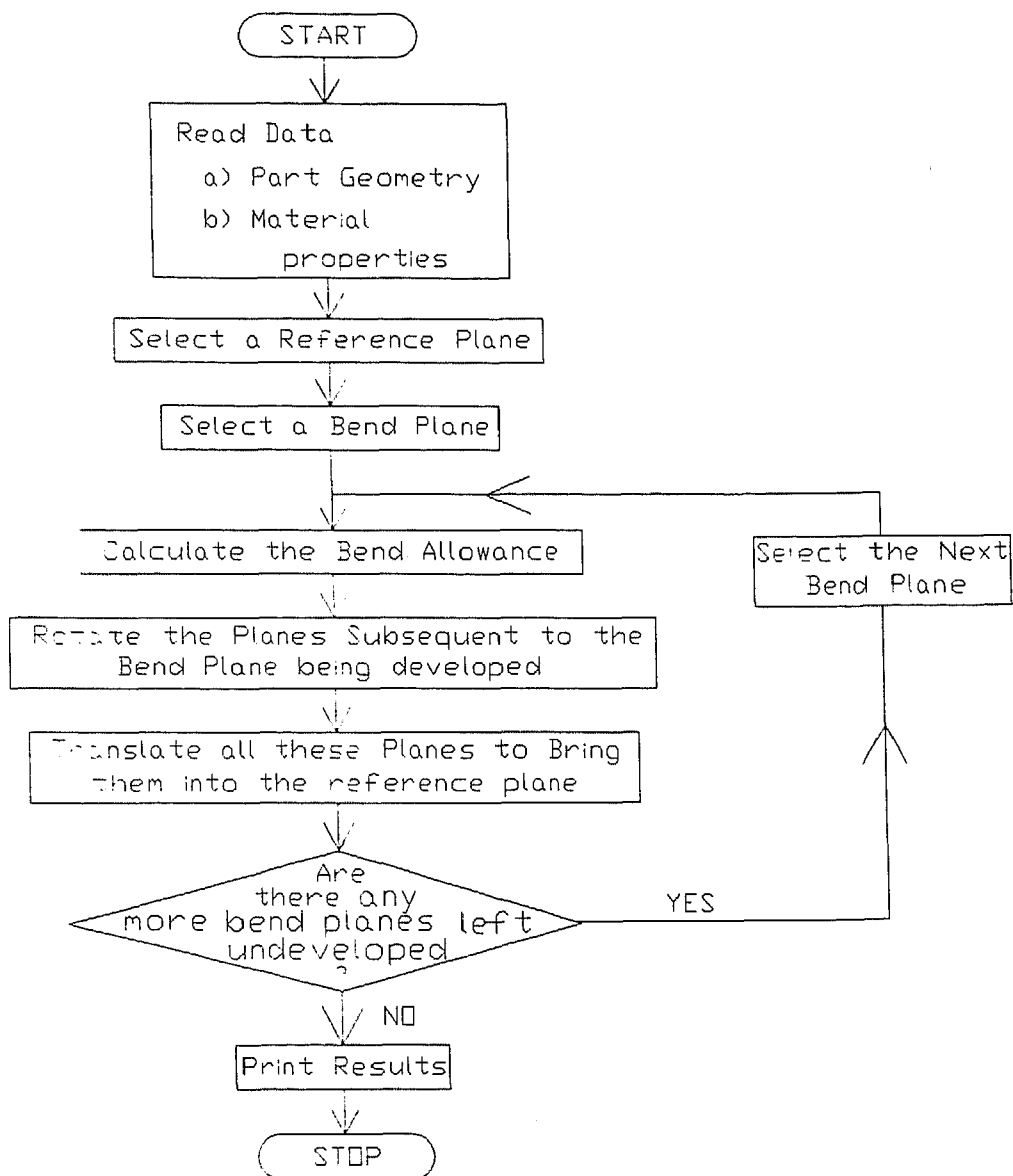 START
Read Data
a) Part Geometry
b) Material
properties
Select a Reference Plane
Select a Bend Plane
Calculate the Bend Allowance
Select the Next
Bend Plane
Rotate the Planes Subsequent to the
Bend Plane being developed
Translate all these Planes to Bring
them into the reference plane
Are
there any
more bend planes left
undeveloped
?
YES
NO
Print Results
STOP